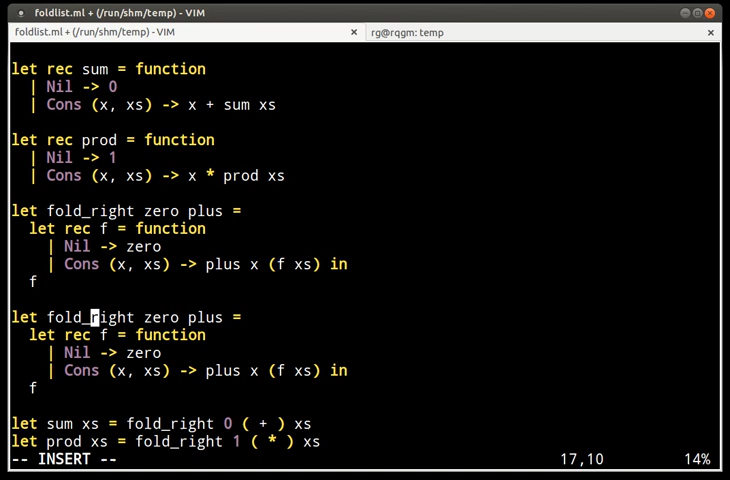 foldlist.ml + (/run/shm/temp) - VIM
foldlist.ml + (/run/shm/temp) - VIM × rg@rqgm: temp ×
let rec sum = function
  | Nil -> 0
  | Cons (x, xs) -> x + sum xs
let rec prod = function
  | Nil -> 1
  | Cons (x, xs) -> x * prod xs
let fold_right zero plus =
  let rec f = function
    | Nil -> zero
    | Cons (x, xs) -> plus x (f xs) in
  f
let fold_right zero plus =
  let rec f = function
    | Nil -> zero
    | Cons (x, xs) -> plus x (f xs) in
  f
let sum xs = fold_right 0 ( + ) xs
let prod xs = fold_right 1 ( * ) xs
-- INSERT -- 17,10 14%